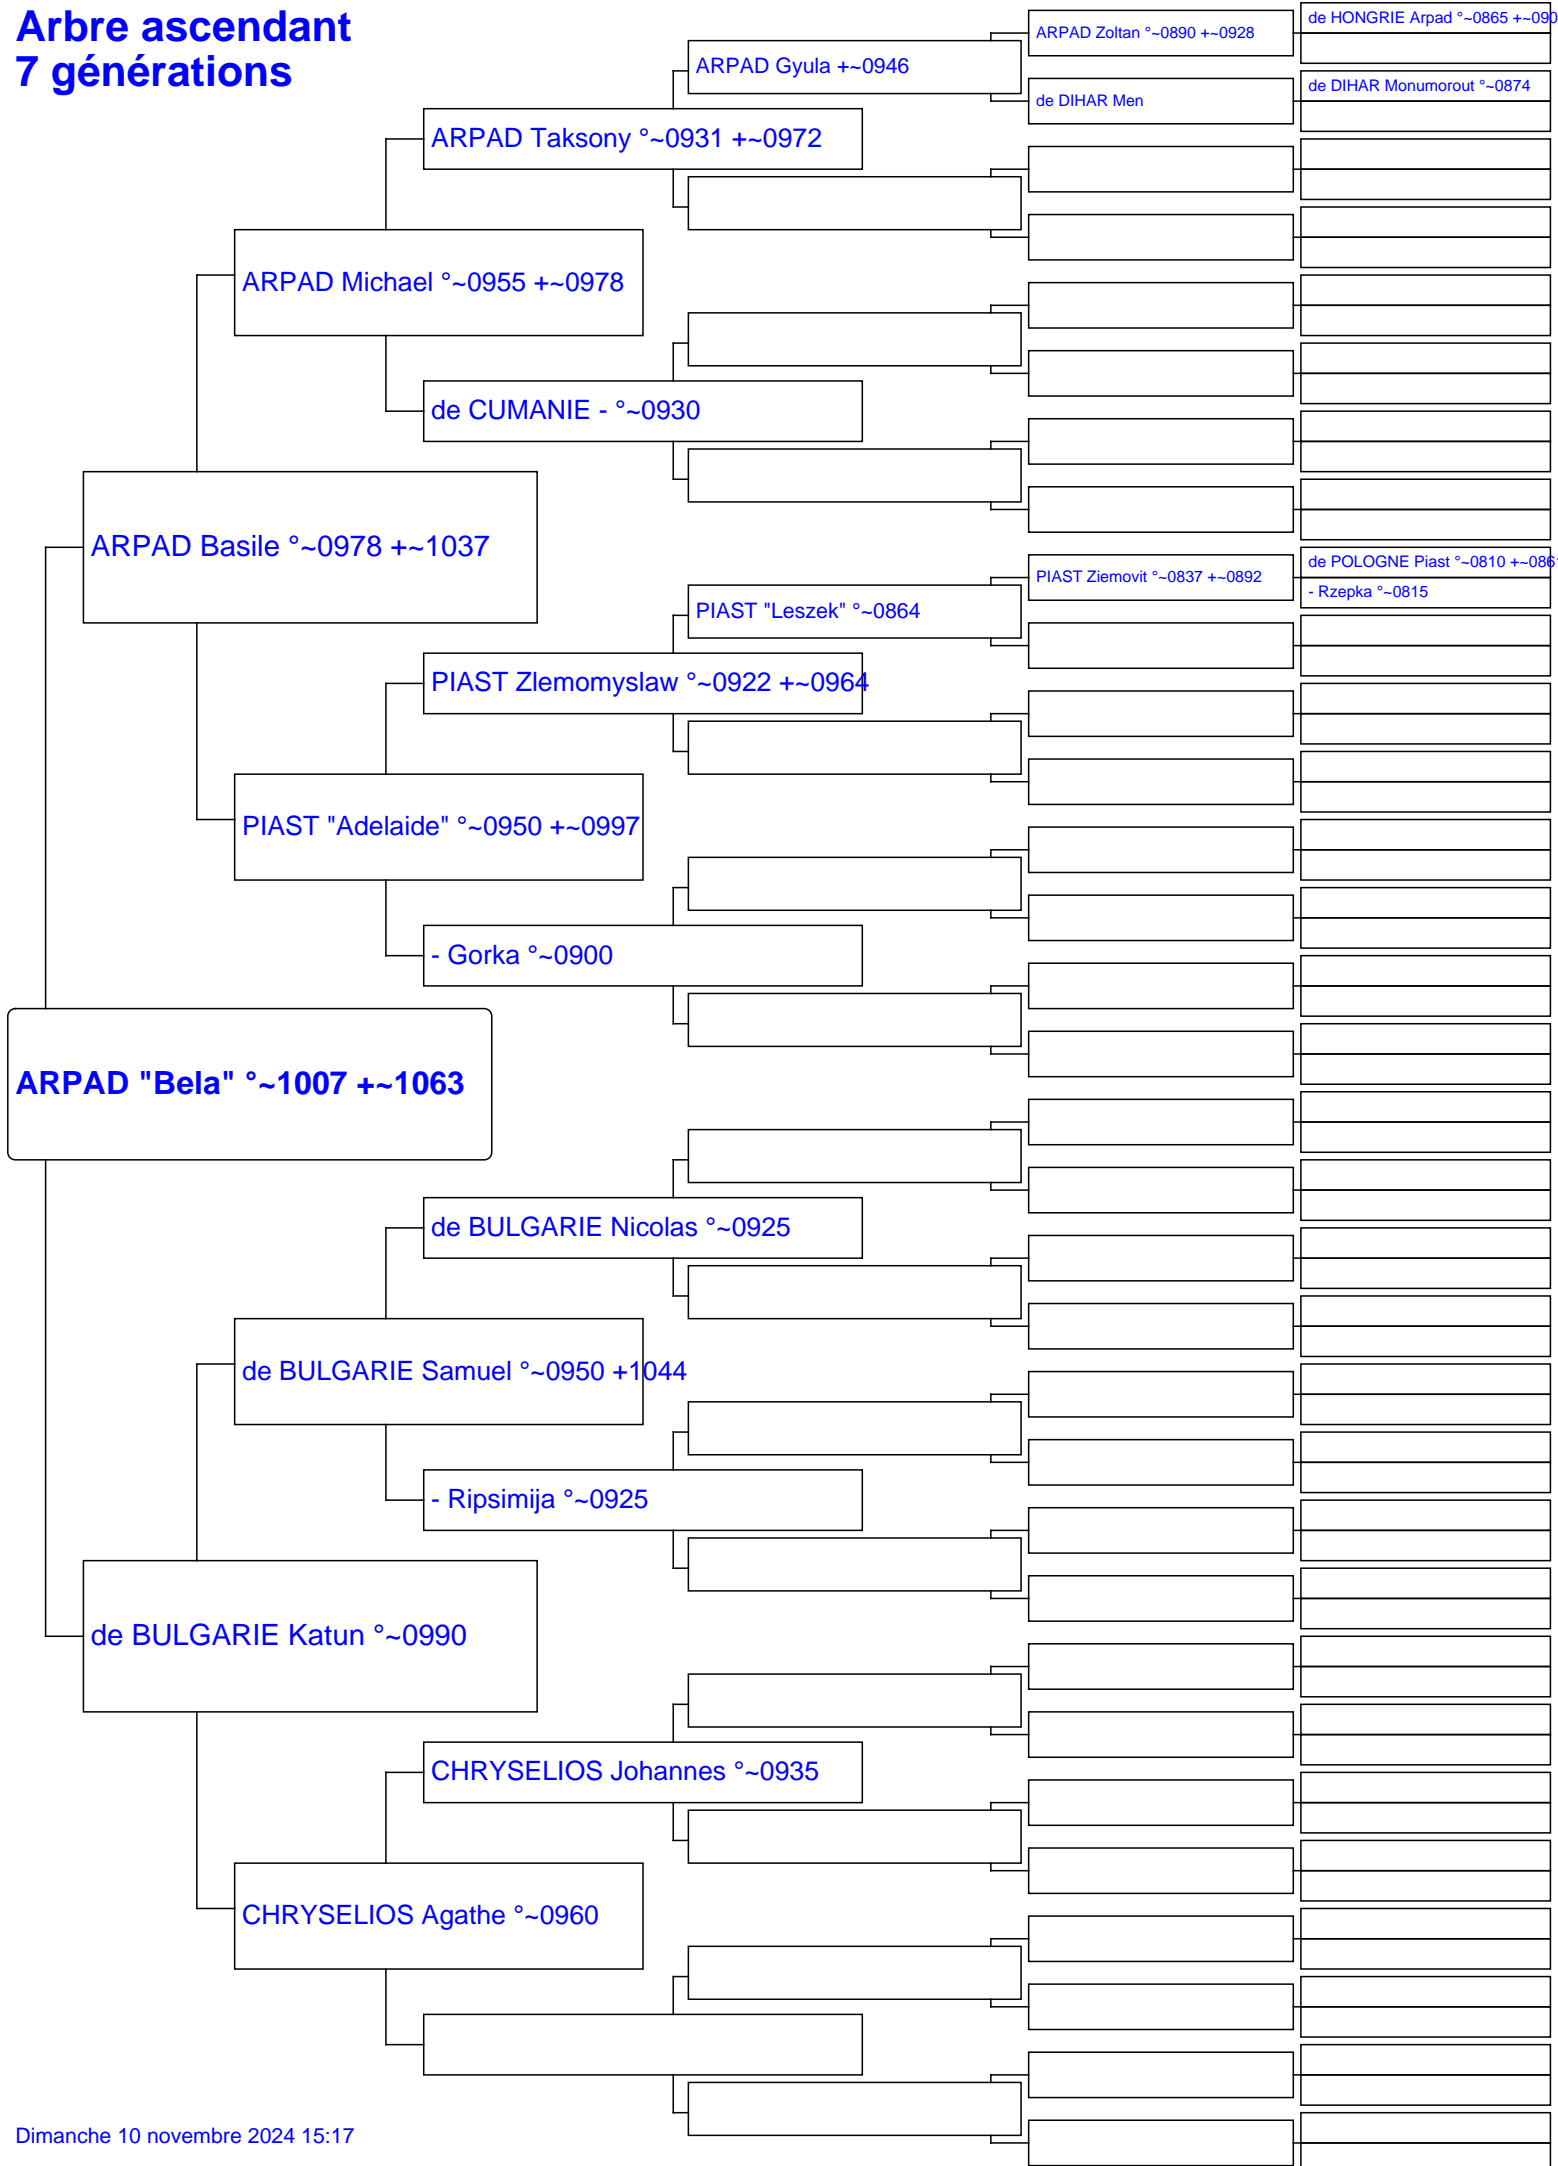 Arbre ascendant
7 générations
de HONGRIE Arpad °~0865 +~090
ARPAD Zoltan °~0890 +~0928
ARPAD Gyula +~0946
de DIHAR Monumorout °~0874
de DIHAR Men
ARPAD Taksony °~0931 +~0972
ARPAD Michael °~0955 +~0978
de CUMANIE - °~0930
ARPAD Basile °~0978 +~1037
de POLOGNE Piast °~0810 +~086
PIAST Ziemovit °~0837 +~0892
- Rzepka °~0815
PIAST "Leszek" °~0864
PIAST Zlemomyslaw °~0922 +~0964
PIAST "Adelaide" °~0950 +~0997
- Gorka °~0900
ARPAD "Bela" °~1007 +~1063
de BULGARIE Nicolas °~0925
de BULGARIE Samuel °~0950 +1044
- Ripsimija °~0925
de BULGARIE Katun °~0990
CHRYSELIOS Johannes °~0935
CHRYSELIOS Agathe °~0960
Dimanche 10 novembre 2024 15:17